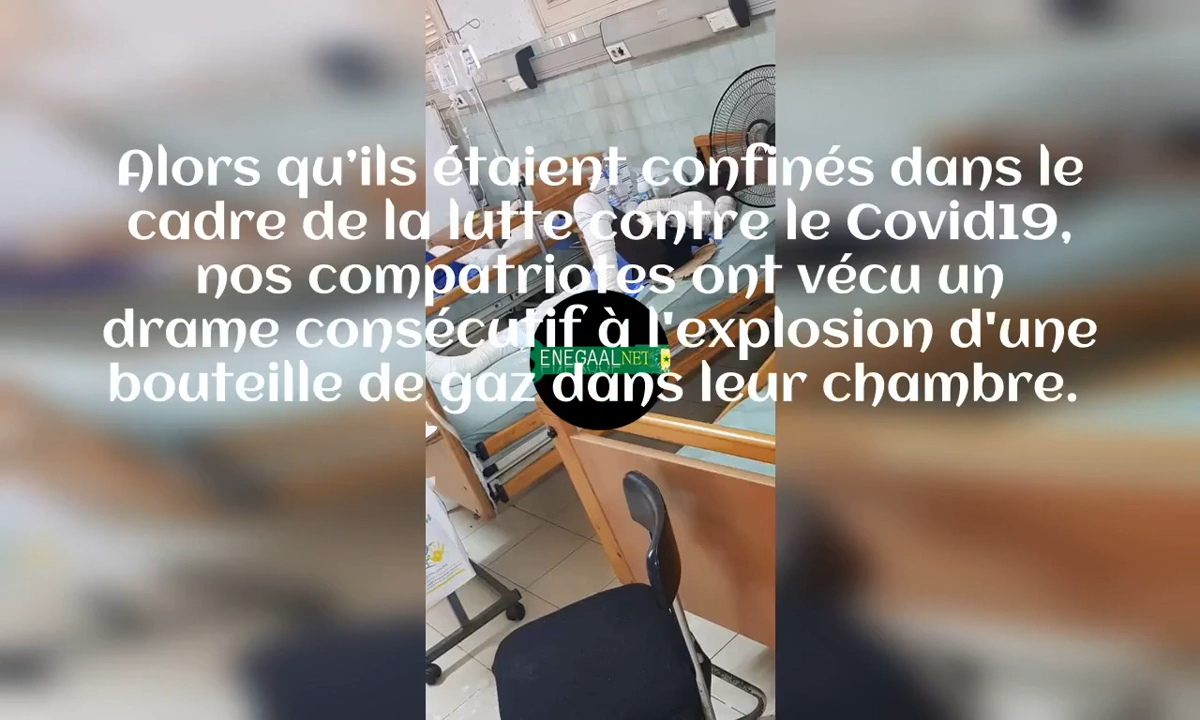 Alors qu’ils étaient confinés dans le
cadre de la lutte contre le Covid19,
nos compatriotes ont vécu un
drame consécutif à l'explosion d'une
ENEGAALNET
bouteille de gaz dans leur chambre.